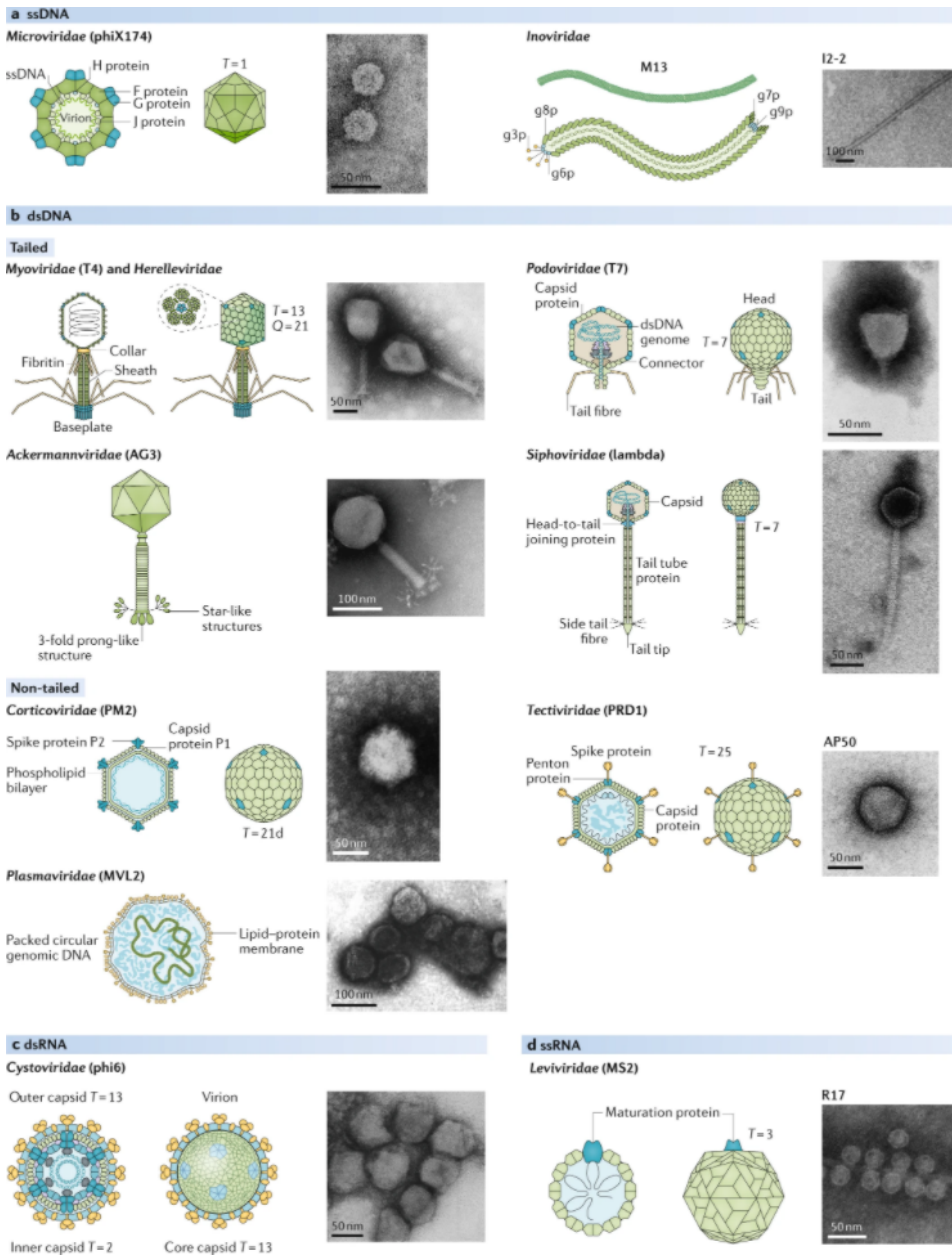 a ssDNA
Microviridae (phiX174)
ssDNA
H protein
F protein
G protein
J protein
Virion
T = 1
50 nm
Inoviridae
M13
g7p
g9p
g8p
g3p
g6p
I2-2
100 nm
b dsDNA
Tailed
Myoviridae (T4) and Herelleviridae
T = 13
Q = 21
Fibritin
Collar
Sheath
Baseplate
50 nm
Podoviridae (T7)
Capsid
protein
dsDNA
genome
Connector
Tail fibre
Head
T = 7
Tail
50 nm
Ackermannviridae (AG3)
Star-like
structures
3-fold prong-like
structure
100 nm
Siphoviridae (lambda)
Capsid
Head-to-tail
joining protein
Tail tube
protein
Side tail
fibre
Tail tip
T = 7
50 nm
Non-tailed
Corticoviridae (PM2)
Spike protein P2
Capsid
protein P1
Phospholipid
bilayer
T = 21d
50 nm
Tectiviridae (PRD1)
Spike protein
Penton
protein
Capsid
protein
T = 25
AP50
50 nm
Plasmaviridae (MVL2)
Packed circular
genomic DNA
Lipid–protein
membrane
100 nm
c dsRNA
Cystoviridae (phi6)
Outer capsid T = 13
Virion
Inner capsid T = 2
Core capsid T = 13
50 nm
d ssRNA
Leviviridae (MS2)
Maturation protein
T = 3
R17
50 nm